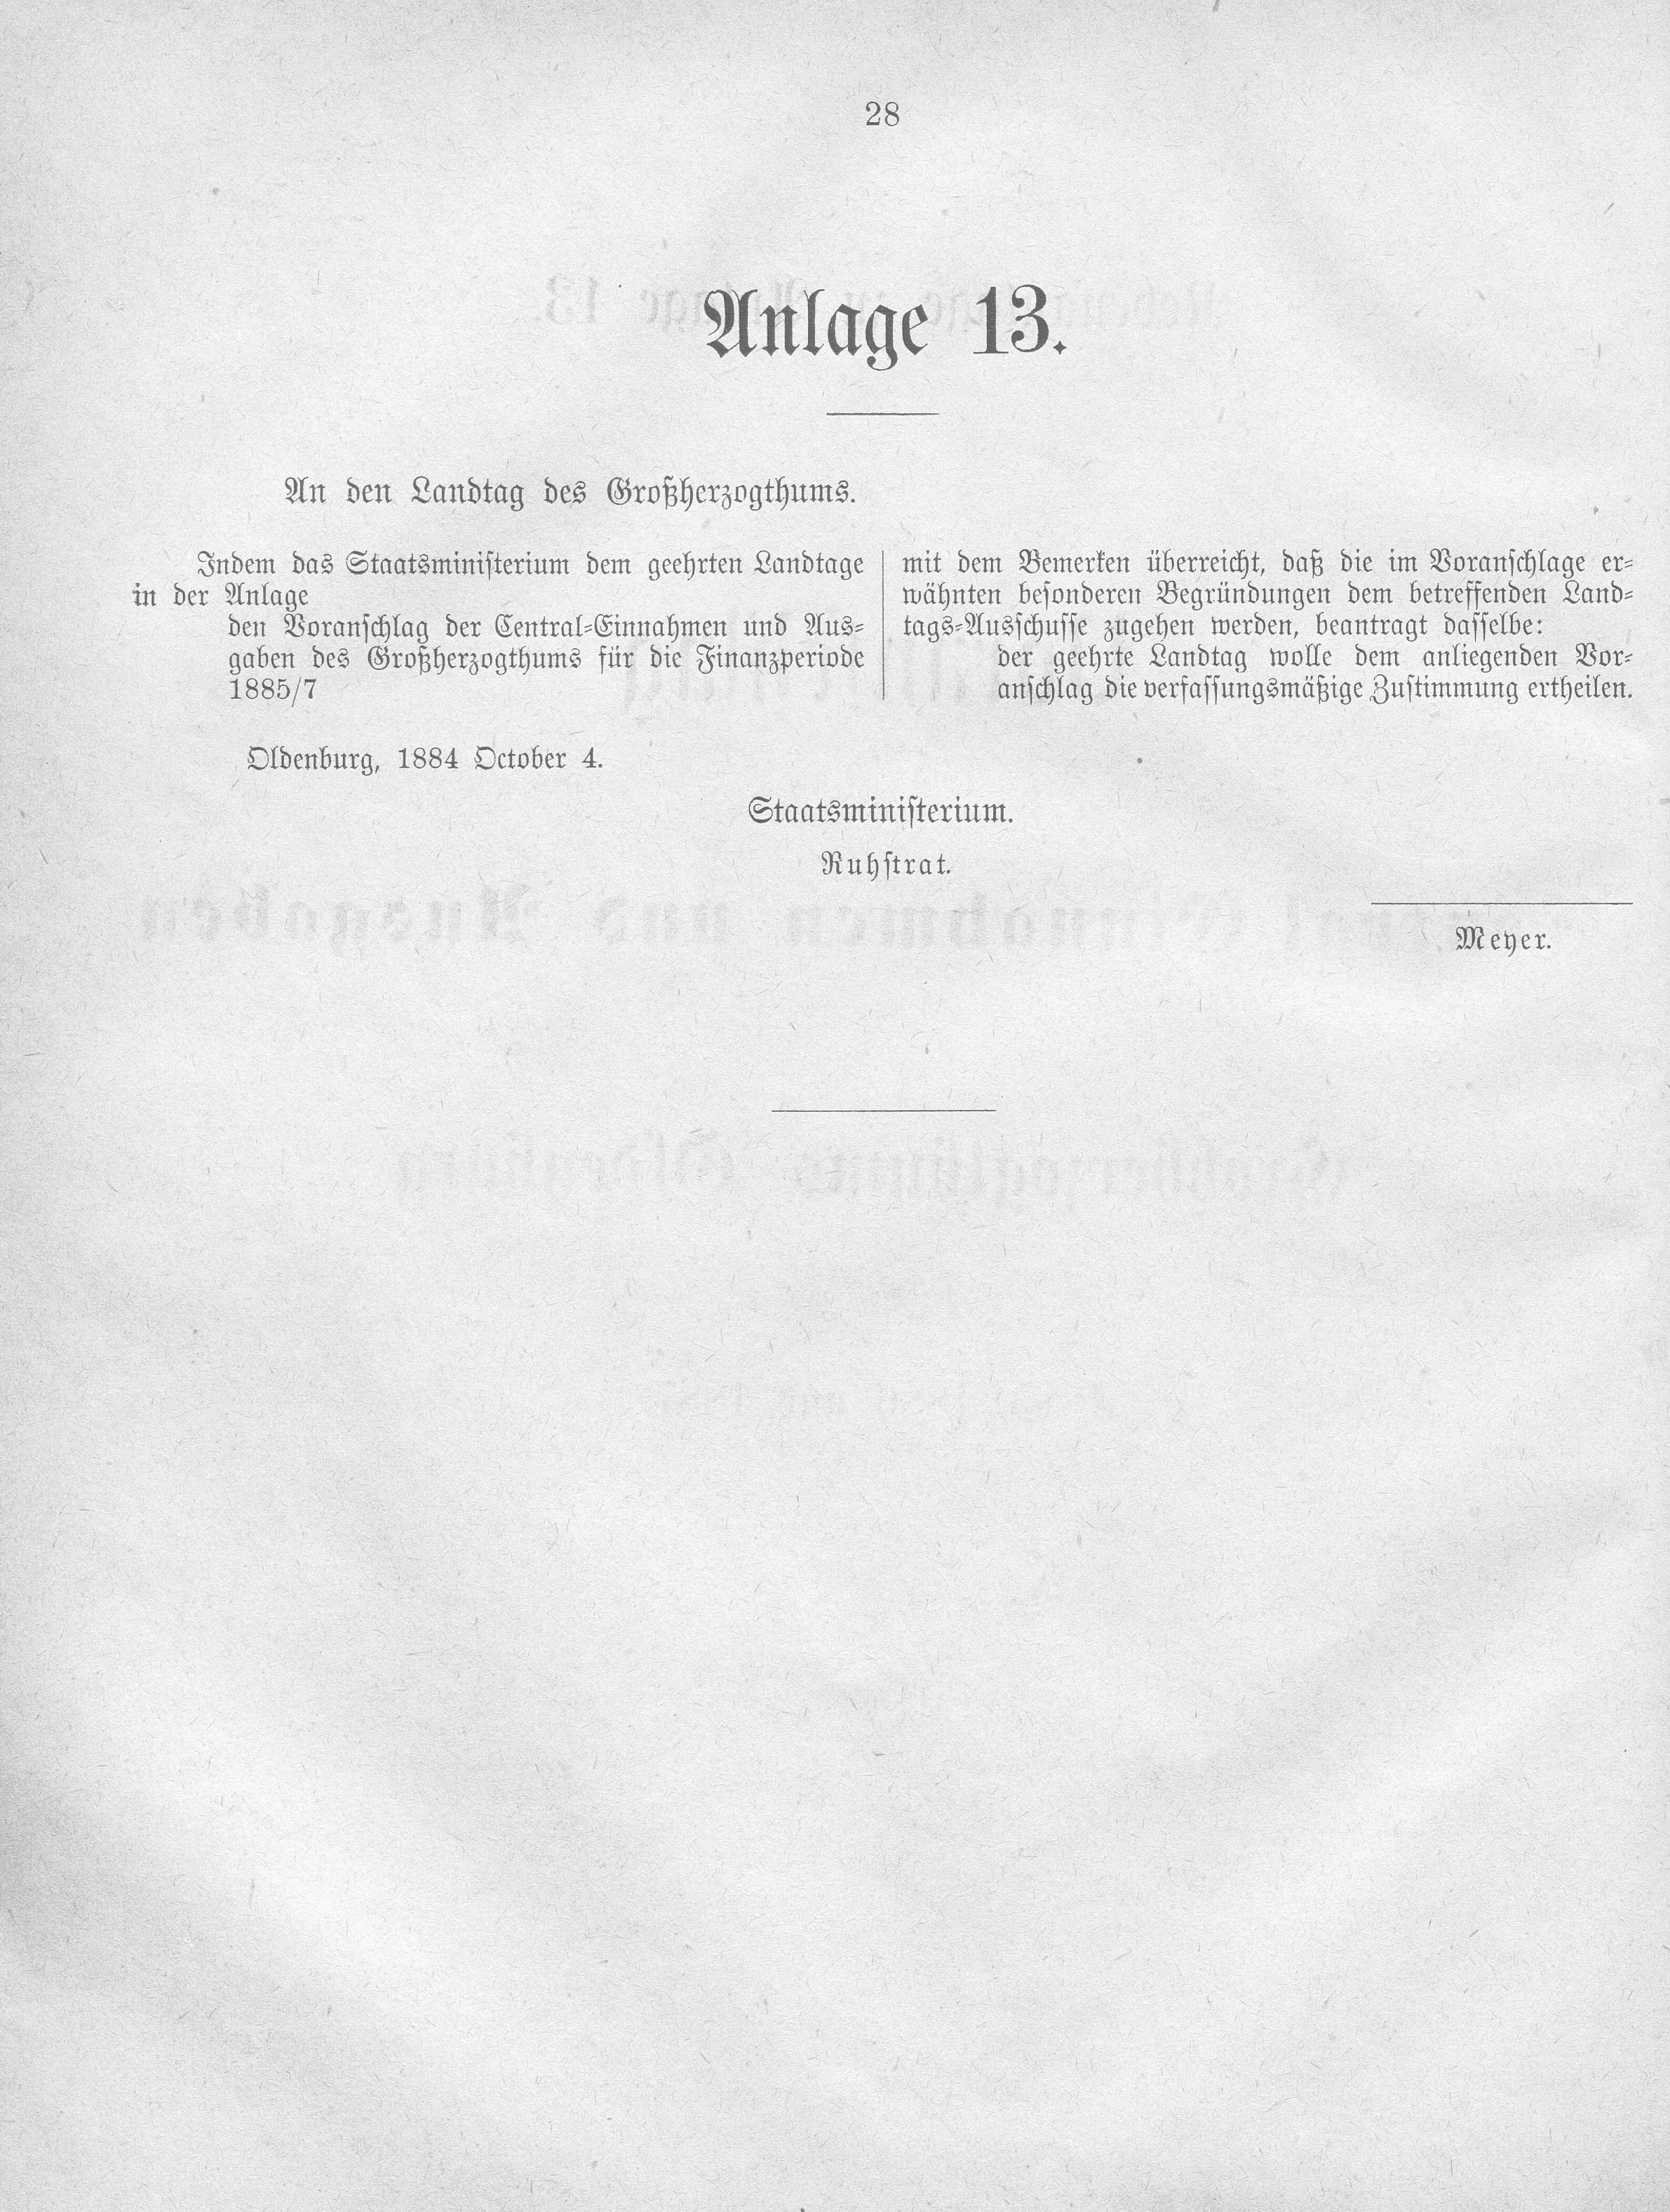 28
Anlage 13.
An den Landtag des Großherzogthums.
Indem das Staatsministerium dem geehrten Landtage
in der Anlage
den Voranschlag der Central-Einnahmen und Aus-
gaben des Großherzogthums für die Finanzperiode
1885/7
mit dem Bemerken überreicht, daß die im Voranschlage er-
wähnten besonderen Begründungen dem betreffenden Land-
tags-Ausschusse zugehen werden, beantragt dasselbe:
der geehrte Landtag wolle dem anliegenden Vor-
anschlag die verfassungsmäßige Zustimmung ertheilen.
Oldenburg, 1884 October 4.
Staatsministerium.
Ruhstrat.
Meyer.